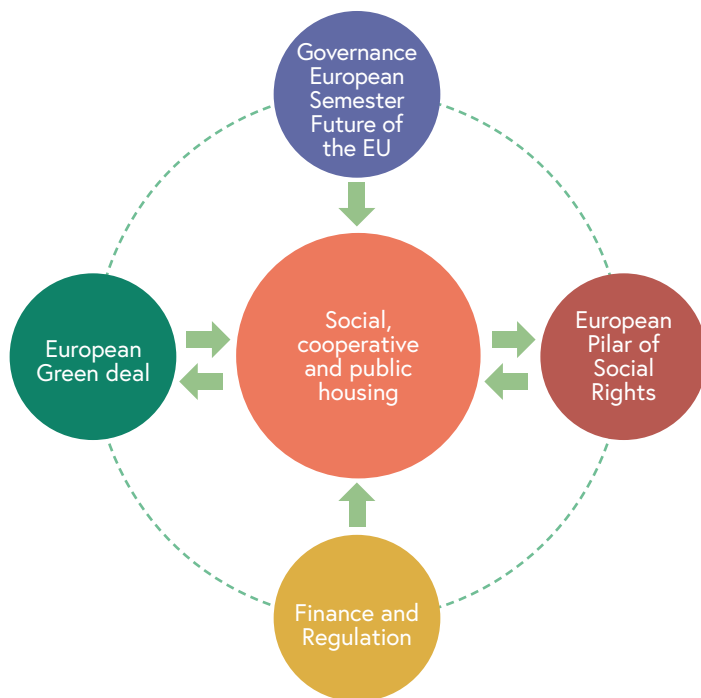 Governance
European
Semester
Future of
the EU
European
Green deal
Social,
cooperative
and public
housing
European
Pilar of
Social
Rights
Finance and
Regulation